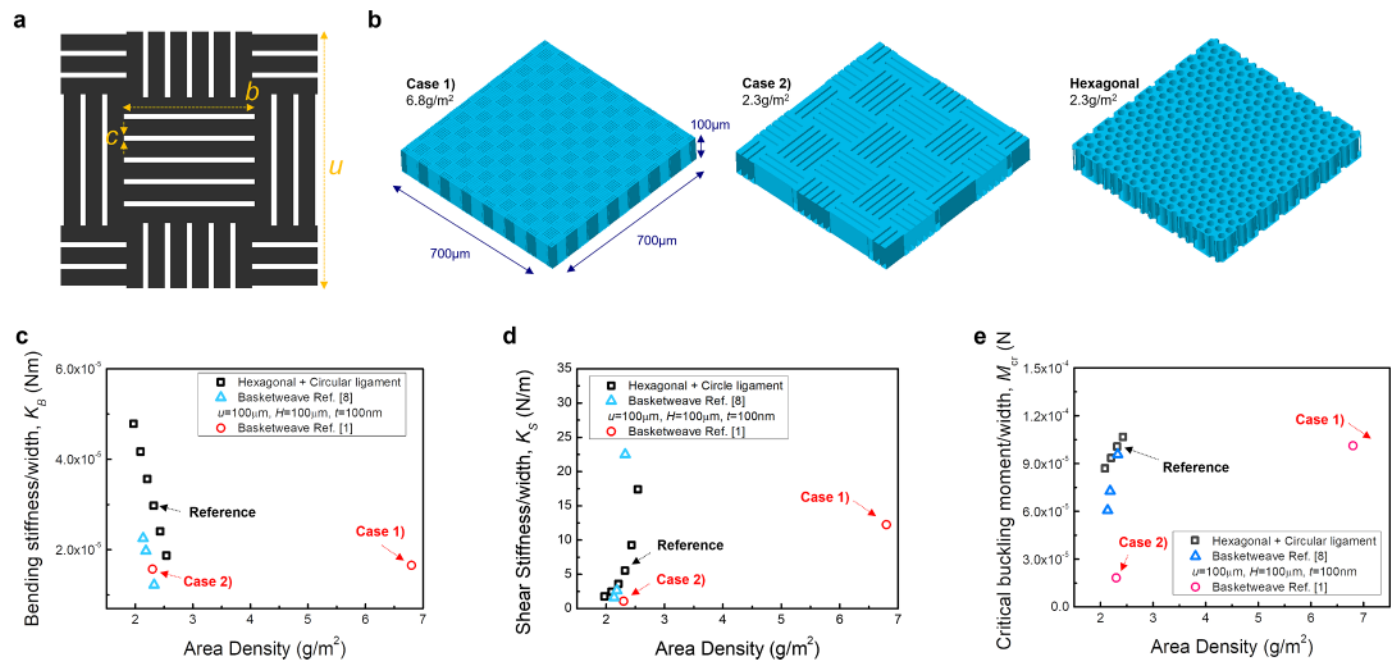 a
b
c
u
b
Case 1)
6.8g/m²
100μm
700μm
700μm
Case 2)
2.3g/m²
Hexagonal
2.3g/m²
c
Bending stiffness/width, K_B (Nm)
6.0x10⁻⁵
4.0x10⁻⁵
2.0x10⁻⁵
Hexagonal + Circular ligament
Basketweave Ref. [8]
u=100μm, H=100μm, t=100nm
Basketweave Ref. [1]
Reference
Case 1)
Case 2)
2 3 4 5 6 7
Area Density (g/m²)
d
Shear Stiffness/width, K_S (N/m)
35
30
25
20
15
10
5
0
Hexagonal + Circle ligament
Basketweave Ref. [8]
u=100μm, H=100μm, t=100nm
Basketweave Ref. [1]
Case 1)
Reference
Case 2)
2 3 4 5 6 7
Area Density (g/m²)
e
Critical buckling moment/width, M_cr (N
1.5x10⁻⁴
1.2x10⁻⁴
9.0x10⁻⁵
6.0x10⁻⁵
3.0x10⁻⁵
0.0
Case 1)
Reference
Case 2)
Hexagonal + Circular ligament
Basketweave Ref. [8]
u=100μm, H=100μm, t=100nm
Basketweave Ref. [1]
2 3 4 5 6 7
Area Density (g/m²)